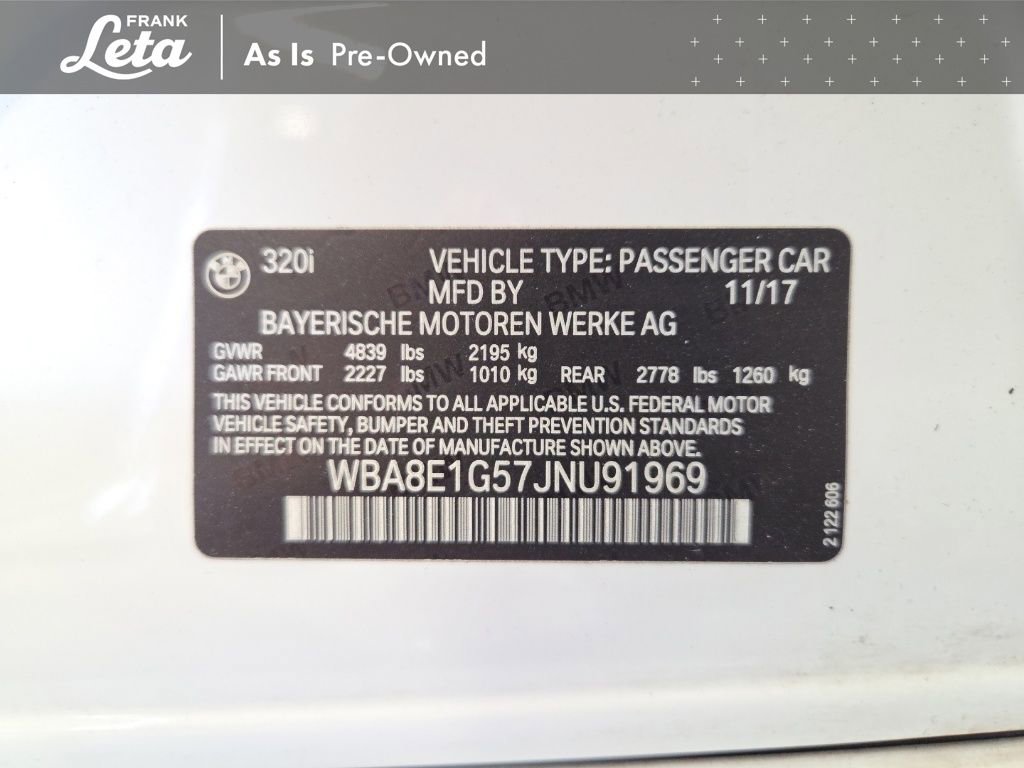 FRANK
Leta
As Is Pre-Owned
320i VEHICLE TYPE: PASSENGER CAR
MFD BY 11/17
BAYERISCHE MOTOREN WERKE AG
GVWR 4839 lbs 2195 kg
GAWR FRONT 2227 lbs 1010 kg REAR 2778 lbs 1260 kg
THIS VEHICLE CONFORMS TO ALL APPLICABLE U.S. FEDERAL MOTOR
VEHICLE SAFETY, BUMPER AND THEFT PREVENTION STANDARDS
IN EFFECT ON THE DATE OF MANUFACTURE SHOWN ABOVE.
WBA8E1G57JNU91969
2 122 606